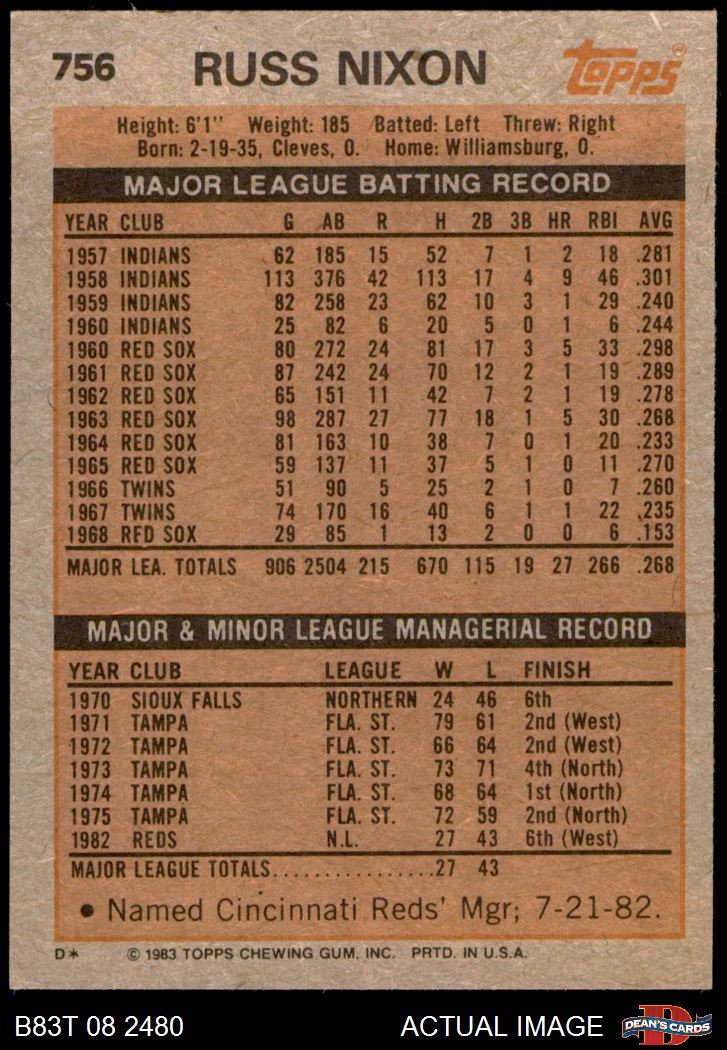 756 RUSS NIXON Topps®
Height: 6'1" Weight: 185 Batted: Left Threw: Right
Born: 2-19-35, Cleves, O. Home: Williamsburg, O.
MAJOR LEAGUE BATTING RECORD
YEAR CLUB G AB R H 2B 3B HR RBI AVG
1957 INDIANS 62 185 15 52 7 1 2 18 .281
1958 INDIANS 113 376 42 113 17 4 9 46 .301
1959 INDIANS 82 258 23 62 10 3 1 29 .240
1960 INDIANS 25 82 6 20 5 0 1 6 .244
1960 RED SOX 80 272 24 81 17 3 5 33 .298
1961 RED SOX 87 242 24 70 12 2 1 19 .289
1962 RED SOX 65 151 11 42 7 2 1 19 .278
1963 RED SOX 98 287 27 77 18 1 5 30 .268
1964 RED SOX 81 163 10 38 7 0 1 20 .233
1965 RED SOX 59 137 11 37 5 1 0 11 .270
1966 TWINS 51 90 5 25 2 1 0 7 .260
1967 TWINS 74 170 16 40 6 1 1 22 .235
1968 RED SOX 29 85 1 13 2 0 0 6 .153
MAJOR LEA. TOTALS 906 2504 215 670 115 19 27 266 .268
MAJOR & MINOR LEAGUE MANAGERIAL RECORD
YEAR CLUB LEAGUE W L FINISH
1970 SIOUX FALLS NORTHERN 24 46 6th
1971 TAMPA FLA. ST. 79 61 2nd (West)
1972 TAMPA FLA. ST. 66 64 2nd (West)
1973 TAMPA FLA. ST. 73 71 4th (North)
1974 TAMPA FLA. ST. 68 64 1st (North)
1975 TAMPA FLA. ST. 72 59 2nd (North)
1982 REDS N.L. 27 43 6th (West)
MAJOR LEAGUE TOTALS................27 43
• Named Cincinnati Reds' Mgr; 7-21-82.
D* © 1983 TOPPS CHEWING GUM, INC. PRTD. IN U.S.A.
B83T 08 2480 ACTUAL IMAGE D DEAN'S CARDS